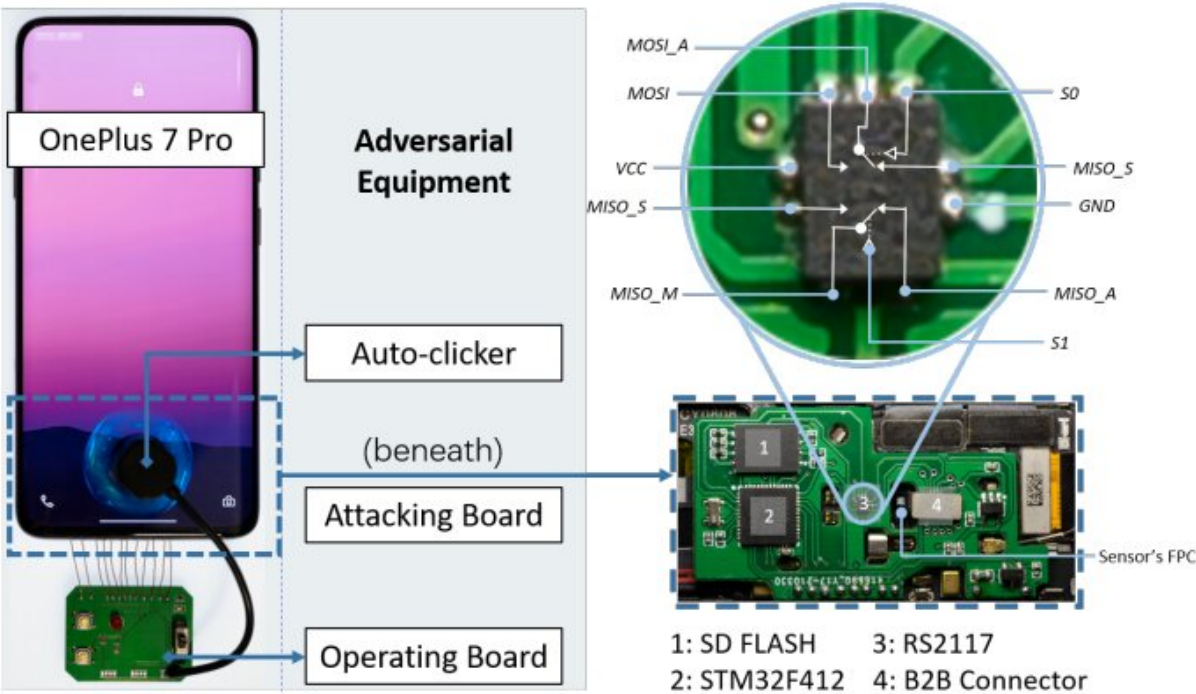 OnePlus 7 Pro
Adversarial
Equipment
Auto-clicker
(beneath)
Attacking Board
Operating Board
MOSI_A
MOSI
S0
VCC
MISO_S
MISO_S
GND
MISO_M
MISO_A
S1
1
2
3
4
Sensor's FPC
1: SD FLASH
3: RS2117
2: STM32F412
4: B2B Connector